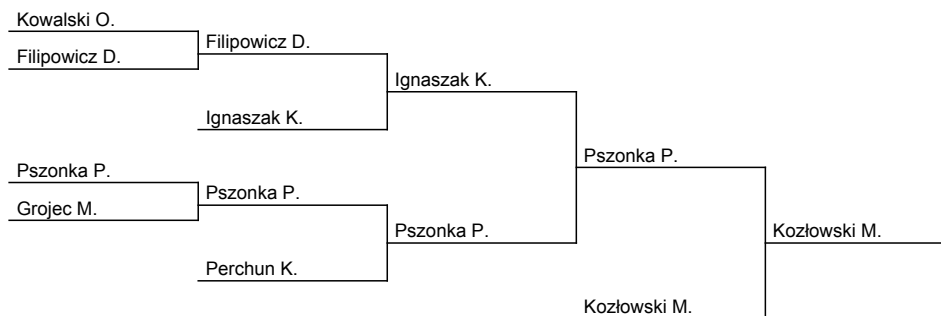 Kowalski O.
Filipowicz D.
Filipowicz D.
Ignaszak K.
Ignaszak K.
Pszonka P.
Pszonka P.
Grojec M.
Pszonka P.
Pszonka P.
Kozłowski M.
Perchun K.
Kozłowski M.